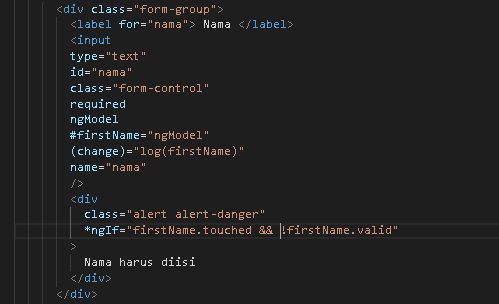 <div class="form-group">
<label for="nama"> Nama </label>
<input
type="text"
id="nama"
class="form-control"
required
ngModel
#firstName="ngModel"
(change)="log(firstName)"
name="nama"
/>
<div
class="alert alert-danger"
*ngIf="firstName.touched && !firstName.valid"
>
Nama harus diisi
</div>
</div>